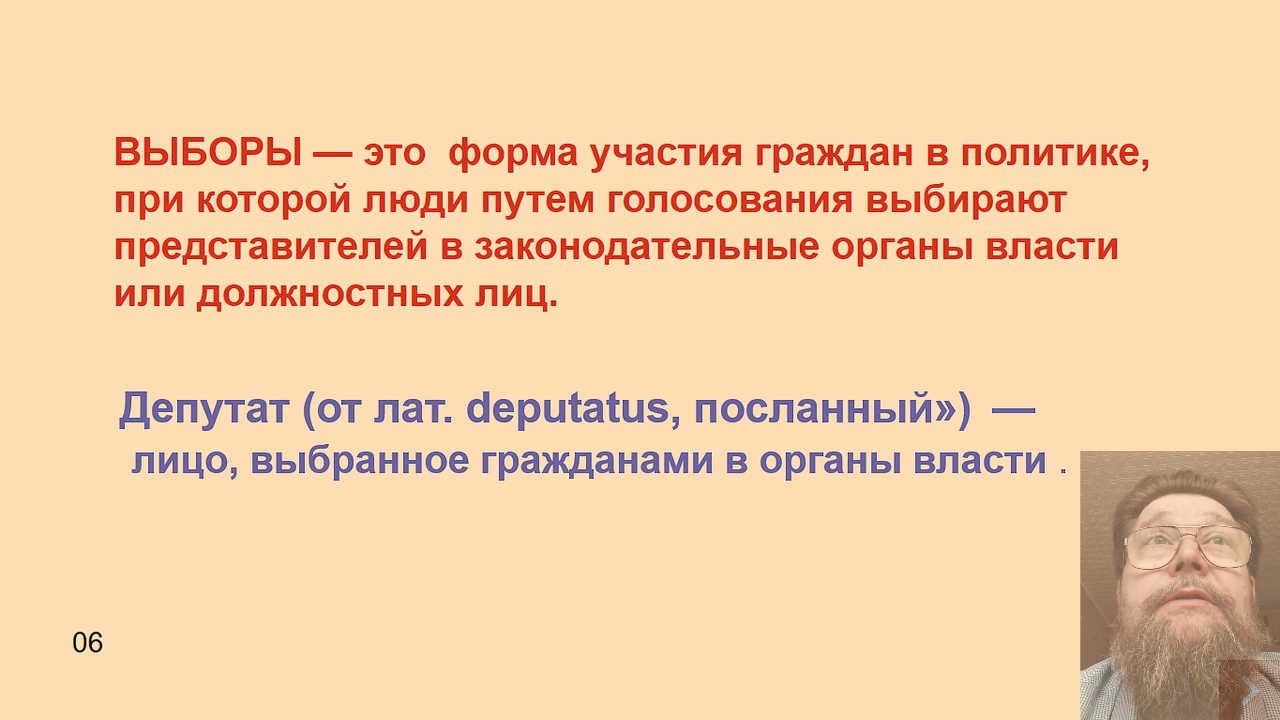 ВЫБОРЫ — это  форма участия граждан в политике,
при которой люди путем голосования выбирают
представителей в законодательные органы власти
или должностных лиц.
Депутат (от лат. deputatus, посланный»)  —
лицо, выбранное гражданами в органы власти .
06